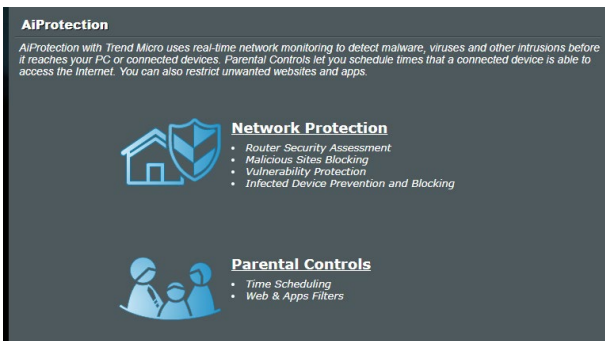 AiProtection
AiProtection with Trend Micro uses real-time network monitoring to detect malware, viruses and other intrusions before
it reaches your PC or connected devices. Parental Controls let you schedule times that a connected device is able to
access the Internet. You can also restrict unwanted websites and apps.
Network Protection
• Router Security Assessment
• Malicious Sites Blocking
• Vulnerability Protection
• Infected Device Prevention and Blocking
Parental Controls
• Time Scheduling
• Web & Apps Filters